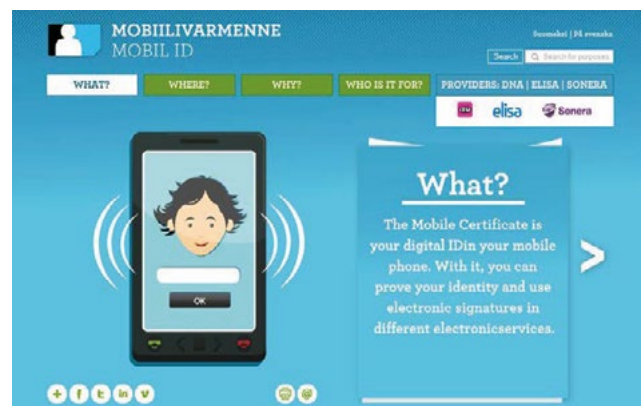 MOBIILIVARMENNE
MOBIL ID
Suomeksi | På svenska
Search
Search for purposes
WHAT?
WHERE?
WHY?
WHO IS IT FOR?
PROVIDERS: DNA | ELISA | SONERA
elisa
Sonera
What?
The Mobile Certificate is
your digital IDin your mobile
phone. With it, you can
prove your identity and use
electronic signatures in
different electronicservices.
OK